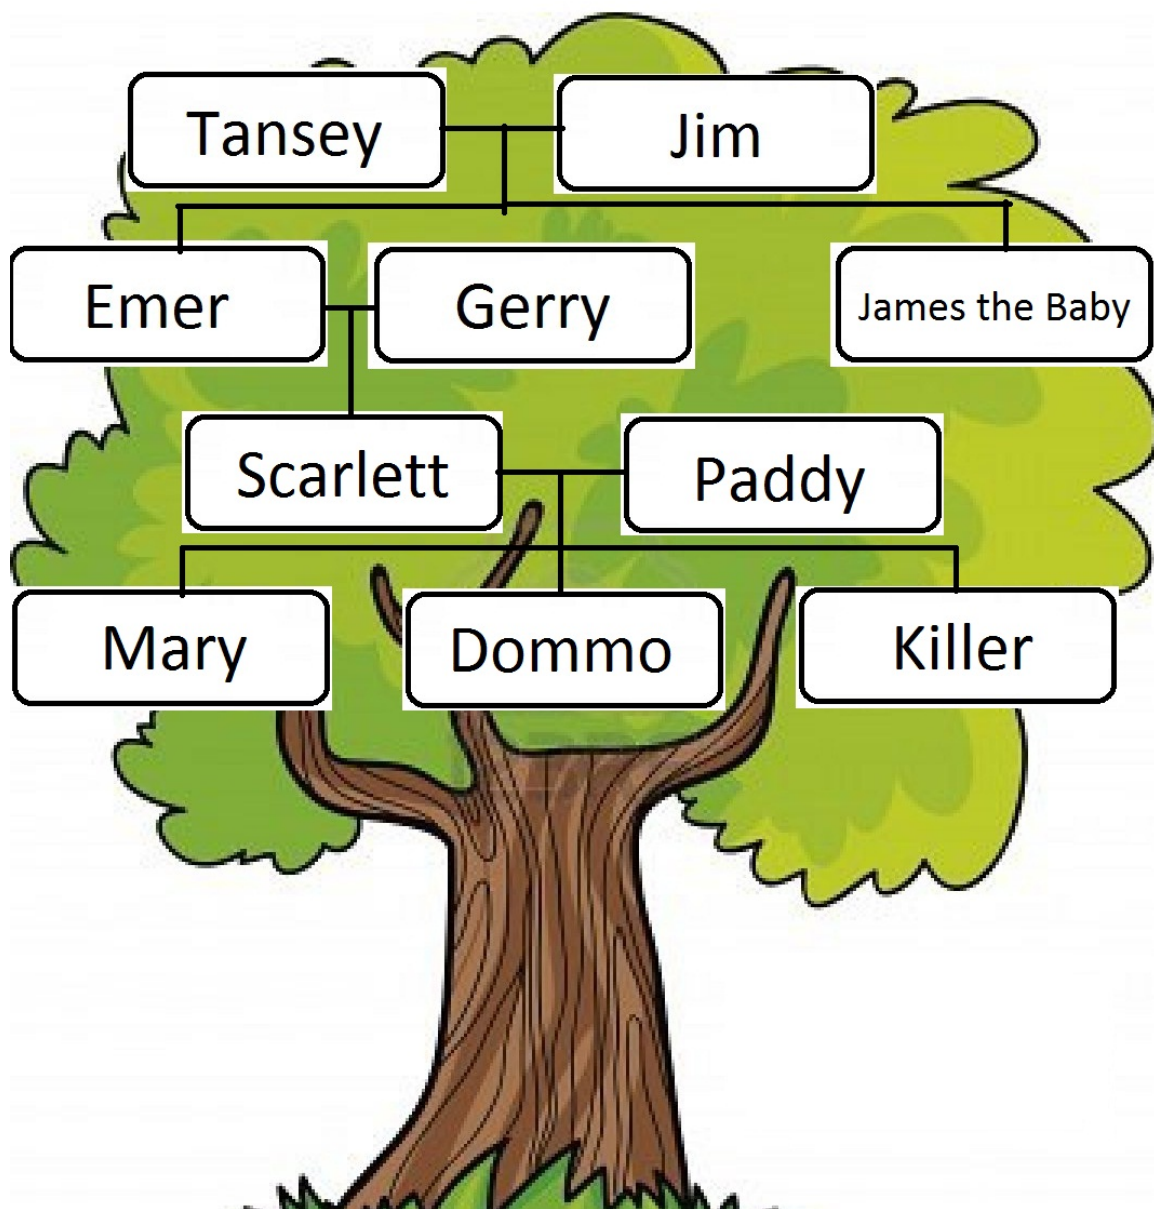 Tansey
Jim
Emer
Gerry
James the Baby
Scarlett
Paddy
Mary
Dommo
Killer